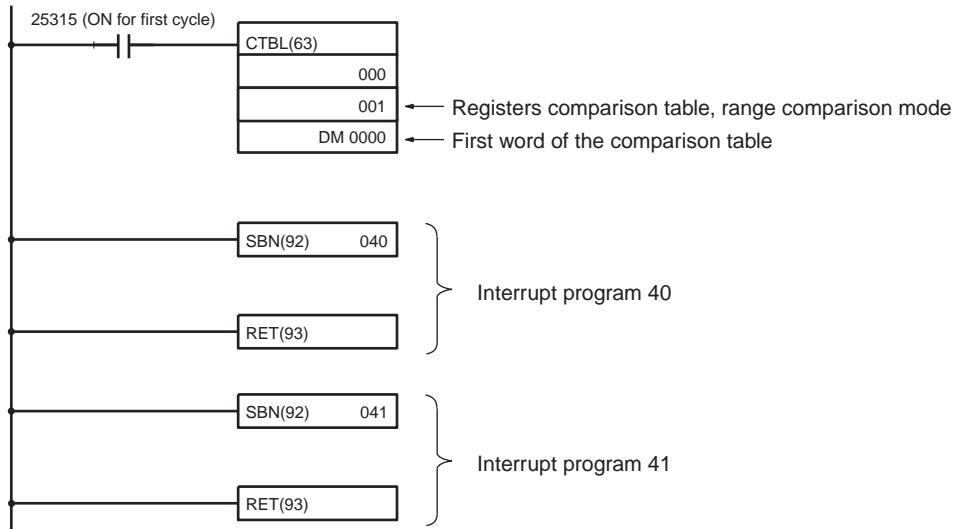 25315 (ON for first cycle)
CTBL(63)
000
001
Registers comparison table, range comparison mode
DM 0000
First word of the comparison table
SBN(92) 040
Interrupt program 40
RET(93)
SBN(92) 041
Interrupt program 41
RET(93)